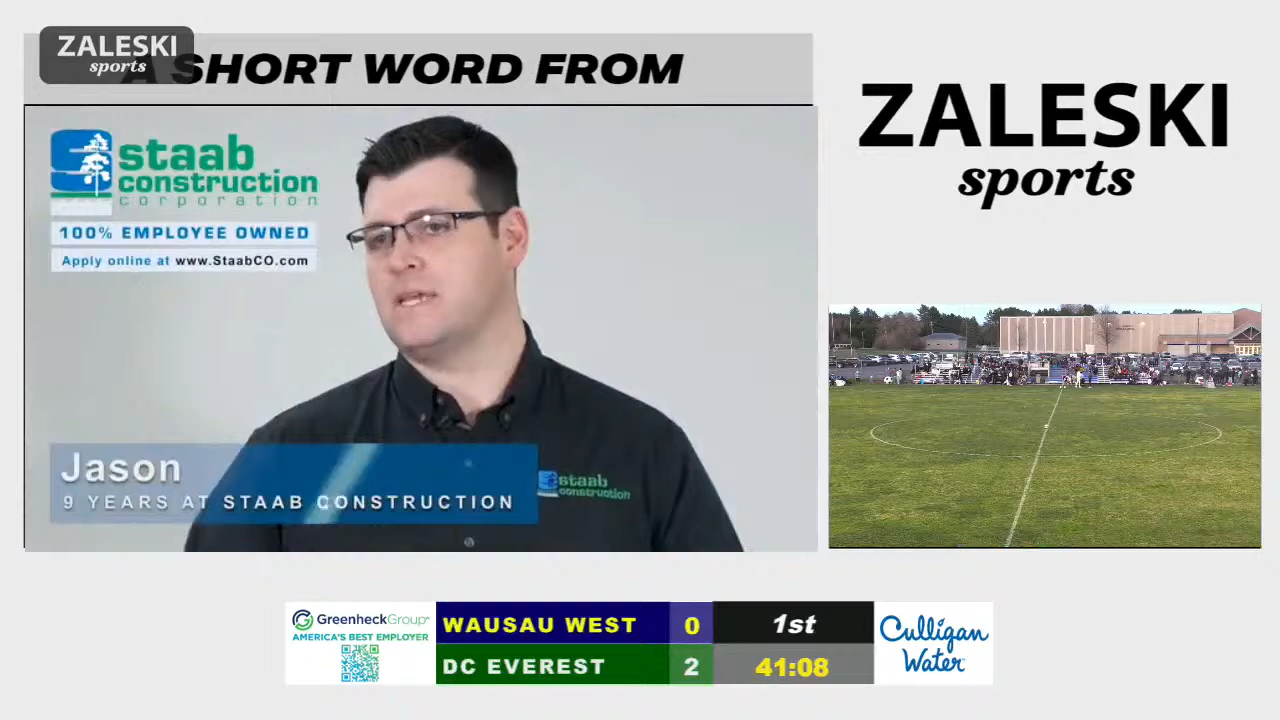 ZALESKI
sports
A SHORT WORD FROM
staab
construction
corporation
100% EMPLOYEE OWNED
Apply online at www.StaabCO.com
Jason
9 YEARS AT STAAB CONSTRUCTION
staab
construction
ZALESKI
sports
GreenheckGroup
AMERICA'S BEST EMPLOYER
WAUSAU WEST 0 1st
DC EVEREST 2 41:08
Culligan
Water